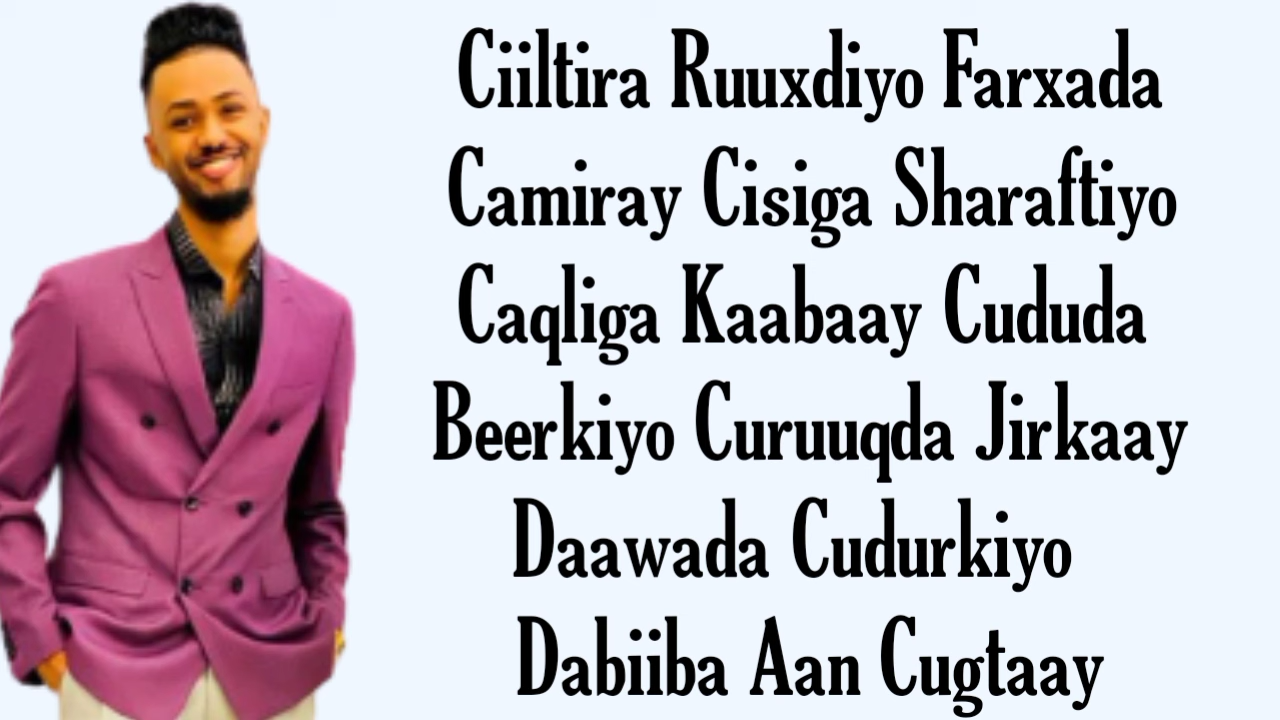 Ciiltira Ruuxdiyo Farxada
Camiray Cisiga Sharaftiyo
Caqliga Kaabaay Cududa
Beerkiyo Curuuqda Jirkaay
Daawada Cudurkiyo
Dabiiba Aan Cugtaay